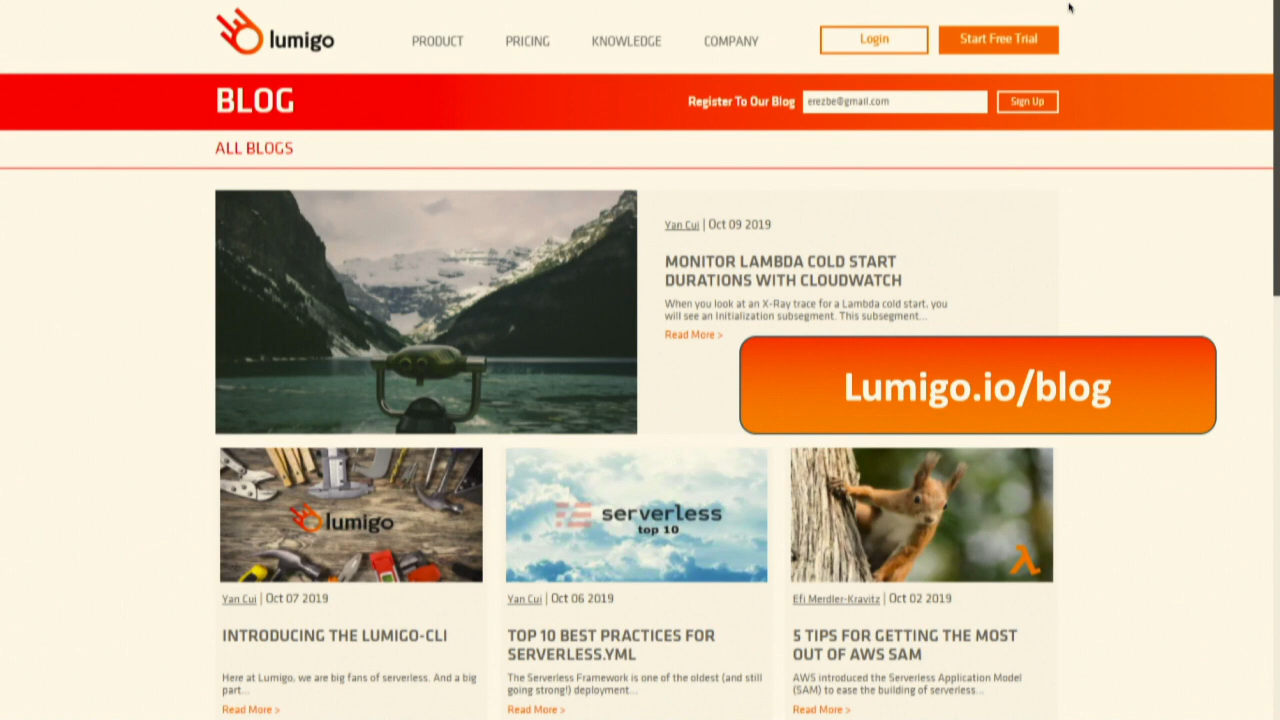 lumigo
PRODUCT
PRICING
KNOWLEDGE
COMPANY
Login
Start Free Trial
BLOG
Register To Our Blog
erezbe@gmail.com
Sign Up
ALL BLOGS
Yan Cui | Oct 09 2019
MONITOR LAMBDA COLD START
DURATIONS WITH CLOUDWATCH
When you look at an X-Ray trace for a Lambda cold start, you
will see an Initialization subsegment. This subsegment...
Read More >
Lumigo.io/blog
lumigo
Yan Cui | Oct 07 2019
INTRODUCING THE LUMIGO-CLI
Here at Lumigo, we are big fans of serverless. And a big
part...
Read More >
serverless
top 10
Yan Cui | Oct 06 2019
TOP 10 BEST PRACTICES FOR
SERVERLESS.YML
The Serverless Framework is one of the oldest (and still
going strong!) deployment...
Read More >
Efi Merdler-Kravitz | Oct 02 2019
5 TIPS FOR GETTING THE MOST
OUT OF AWS SAM
AWS introduced the Serverless Application Model
(SAM) to ease the building of serverless...
Read More >